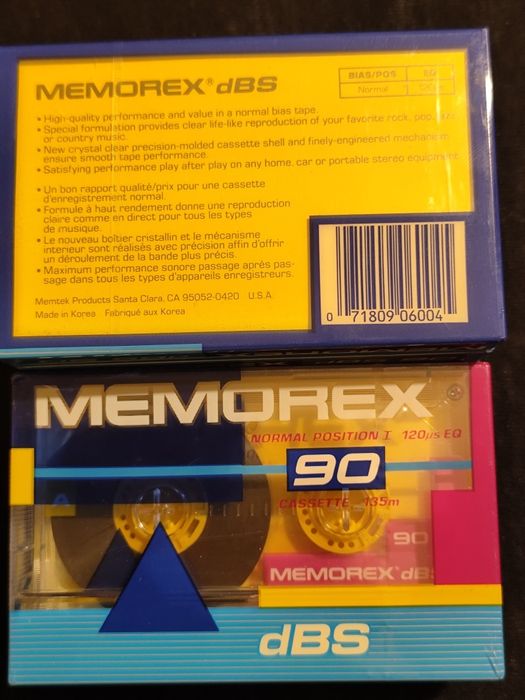 MEMOREX® dBS
BIAS/POS EQ
Normal 120µs
• High-quality performance and value in a normal bias tape.
• Special formulation provides clear life-like reproduction of your favorite rock, pop, jazz
or country music.
• New crystal clear precision-molded cassette shell and finely-engineered mechanism
ensure smooth tape performance.
• Satisfying performance play after play on any home, car or portable stereo equipment.
• Un bon rapport qualité/prix pour une cassette
d'enregistrement normal.
• Formule à haut rendement donne une reproduction
claire comme en direct pour tous les types
de musique.
• Le nouveau boîtier cristallin et le mécanisme
interieur sont réalisés avec précision affin d'offrir
un déroulement de la bande plus précis.
• Maximum performance sonore passage après pas-
sage dans tous les types d'appareils enregistreurs.
Memtek Products Santa Clara, CA 95052-0420 U.S.A.
Made in Korea Fabriqué aux Korea
0 71809 06004
MEMOREX
NORMAL POSITION I 120µs EQ
90
CASSETTE 135m
90
MEMOREX® dBS
dBS